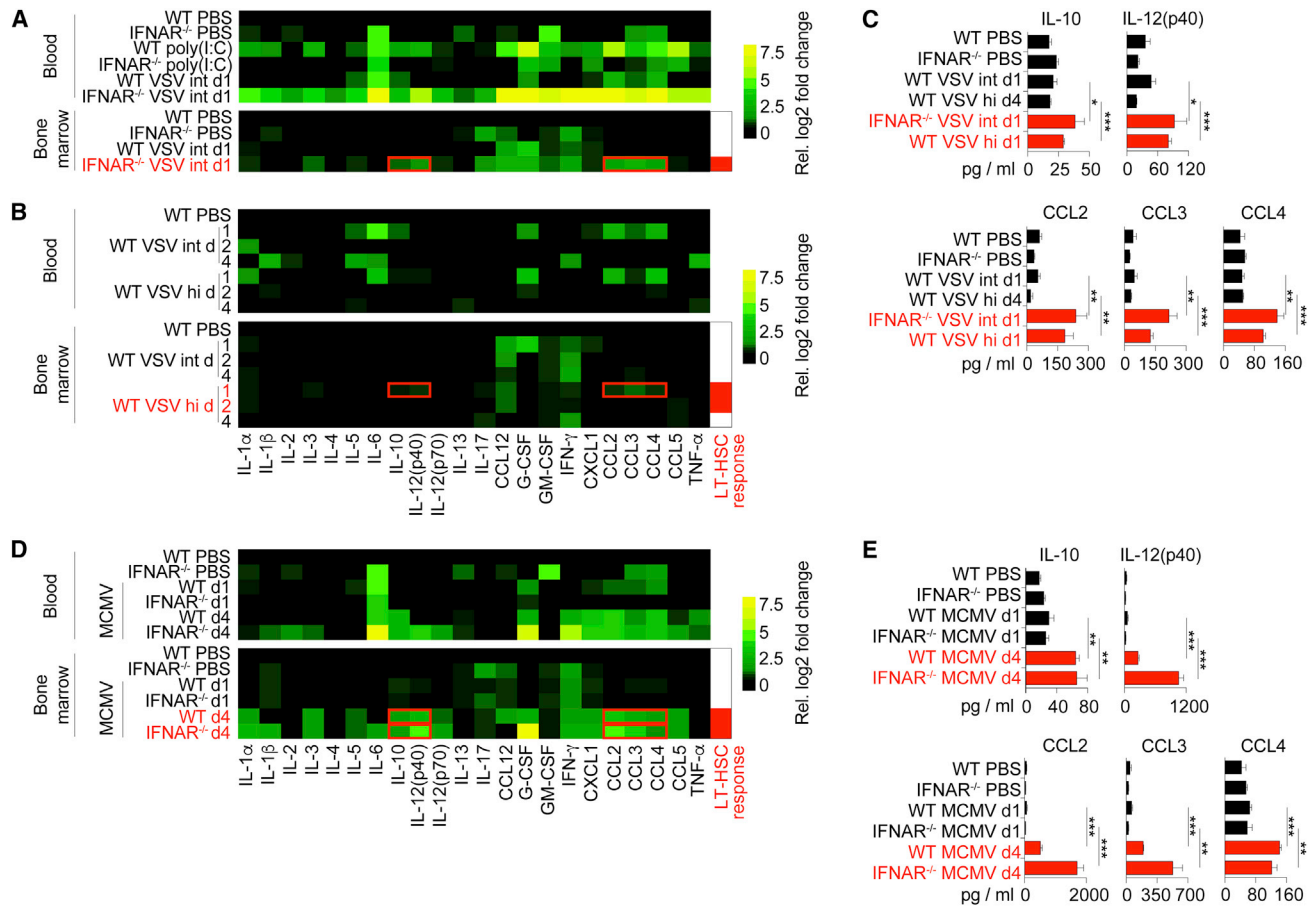 A
Blood
WT PBS
IFNAR-/- PBS
WT poly(I:C)
IFNAR-/- poly(I:C)
WT VSV int d1
IFNAR-/- VSV int d1
Bone
marrow
WT PBS
IFNAR-/- PBS
WT VSV int d1
IFNAR-/- VSV int d1
7.5
5
2.5
0
Rel. log2 fold change
B
Blood
WT PBS
WT VSV int d
1
2
4
WT VSV hi d
1
2
4
Bone
marrow
WT PBS
WT VSV int d
1
2
4
WT VSV hi d
1
2
4
7.5
5
2.5
0
Rel. log2 fold change
IL-1α
IL-1β
IL-2
IL-3
IL-4
IL-5
IL-6
IL-10
IL-12(p40)
IL-12(p70)
IL-13
IL-17
CCL12
G-CSF
GM-CSF
IFN-γ
CXCL1
CCL2
CCL3
CCL4
CCL5
TNF-α
LT-HSC
response
C
IL-10
IL-12(p40)
WT PBS
IFNAR-/- PBS
WT VSV int d1
WT VSV hi d4
IFNAR-/- VSV int d1
WT VSV hi d1
* ***
* ***
pg / ml
0 25 50
0 60 120
CCL2
CCL3
CCL4
WT PBS
IFNAR-/- PBS
WT VSV int d1
WT VSV hi d4
IFNAR-/- VSV int d1
WT VSV hi d1
** **
** ***
** ***
pg / ml
0 300
0 150 300
0 80 160
D
Blood
MCMV
WT PBS
IFNAR-/- PBS
WT d1
IFNAR-/- d1
WT d4
IFNAR-/- d4
Bone
marrow
MCMV
WT PBS
IFNAR-/- PBS
WT d1
IFNAR-/- d1
WT d4
IFNAR-/- d4
7.5
5
2.5
0
Rel. log2 fold change
IL-1α
IL-1β
IL-2
IL-3
IL-4
IL-5
IL-6
IL-10
IL-12(p40)
IL-12(p70)
IL-13
IL-17
CCL12
G-CSF
GM-CSF
IFN-γ
CXCL1
CCL2
CCL3
CCL4
CCL5
TNF-α
LT-HSC
response
E
IL-10
IL-12(p40)
WT PBS
IFNAR-/- PBS
WT MCMV d1
IFNAR-/- MCMV d1
WT MCMV d4
IFNAR-/- MCMV d4
** **
*** ***
pg / ml
0 40 80
0 1200
CCL2
CCL3
CCL4
WT PBS
IFNAR-/- PBS
WT MCMV d1
IFNAR-/- MCMV d1
WT MCMV d4
IFNAR-/- MCMV d4
*** ***
*** **
*** **
pg / ml
0 2000
0 350 700
0 80 160